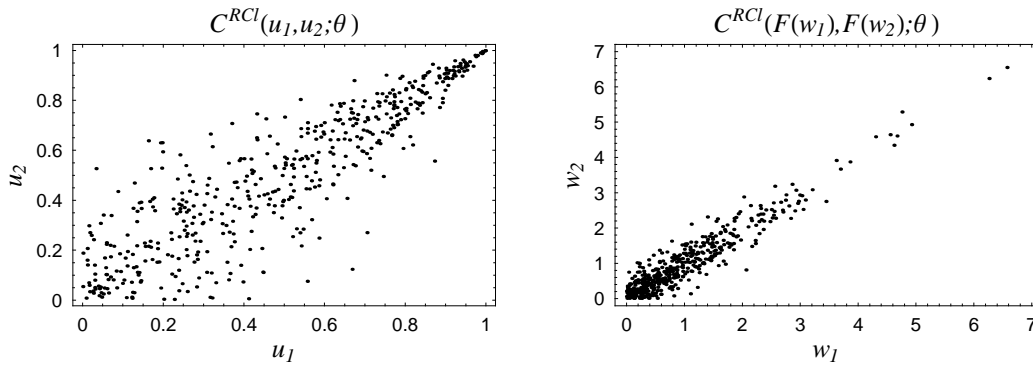 C^{RCl}(u_1,u_2;θ)
1
0.8
0.6
0.4
0.2
0
u_2
0 0.2 0.4 0.6 0.8 1
u_1
C^{RCl}(F(w_1),F(w_2);θ)
7
6
5
4
3
2
1
0
w_2
0 1 2 3 4 5 6 7
w_1